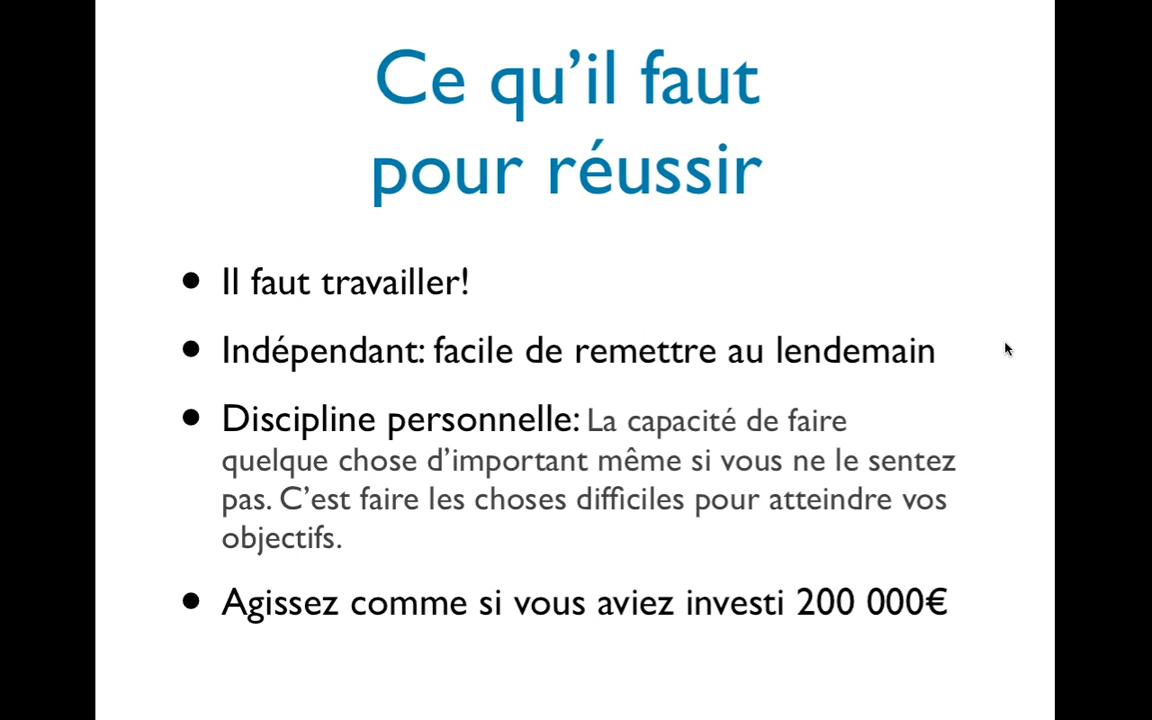 Ce qu’il faut
pour réussir
• Il faut travailler!
• Indépendant: facile de remettre au lendemain
• Discipline personnelle: La capacité de faire
quelque chose d’important même si vous ne le sentez
pas. C’est faire les choses difficiles pour atteindre vos
objectifs.
• Agissez comme si vous aviez investi 200 000€